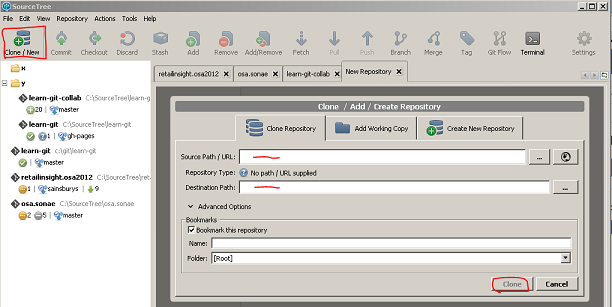 SourceTree
File Edit View Repository Actions Tools Help
Clone / New Commit Checkout Discard Stash Add Remove Add/Remove Fetch Pull Push Branch Merge Tag Git Flow Terminal Settings
x
y
learn-git-collab C:\SourceTree\learn-g
20 | master
learn-git C:\SourceTree\learn-git
1 | gh-pages
learn-git C:\git\git
master
retailinsight.osa2012 C:\SourceTree\ret
1 | sainsburys | 9
osa.sonae C:\SourceTree\osa.sonae
2 5 | master
retailinsight.osa2012 x osa.sonae x learn-git-collab x New Repository x
Clone / Add / Create Repository
Clone Repository Add Working Copy Create New Repository
Source Path / URL: ...
Repository Type: No path / URL supplied
Destination Path: ...
Advanced Options
Bookmarks
Bookmark this repository
Name:
Folder: [Root]
Clone Cancel